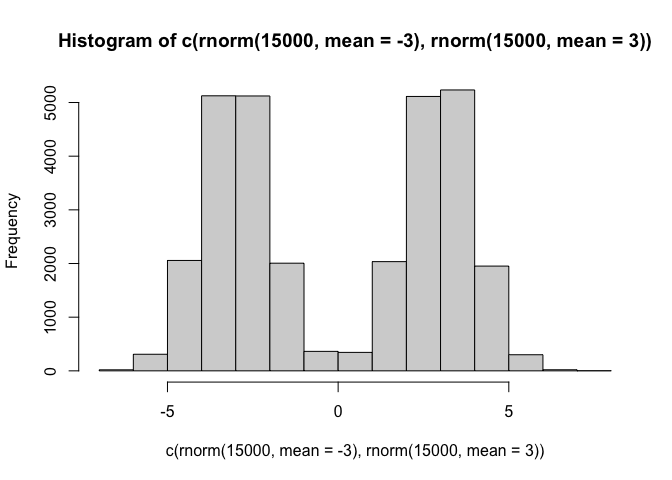 Histogram of c(rnorm(15000, mean = -3), rnorm(15000, mean = 3))
Frequency
5000
4000
3000
2000
1000
0
-5 0 5
c(rnorm(15000, mean = -3), rnorm(15000, mean = 3))